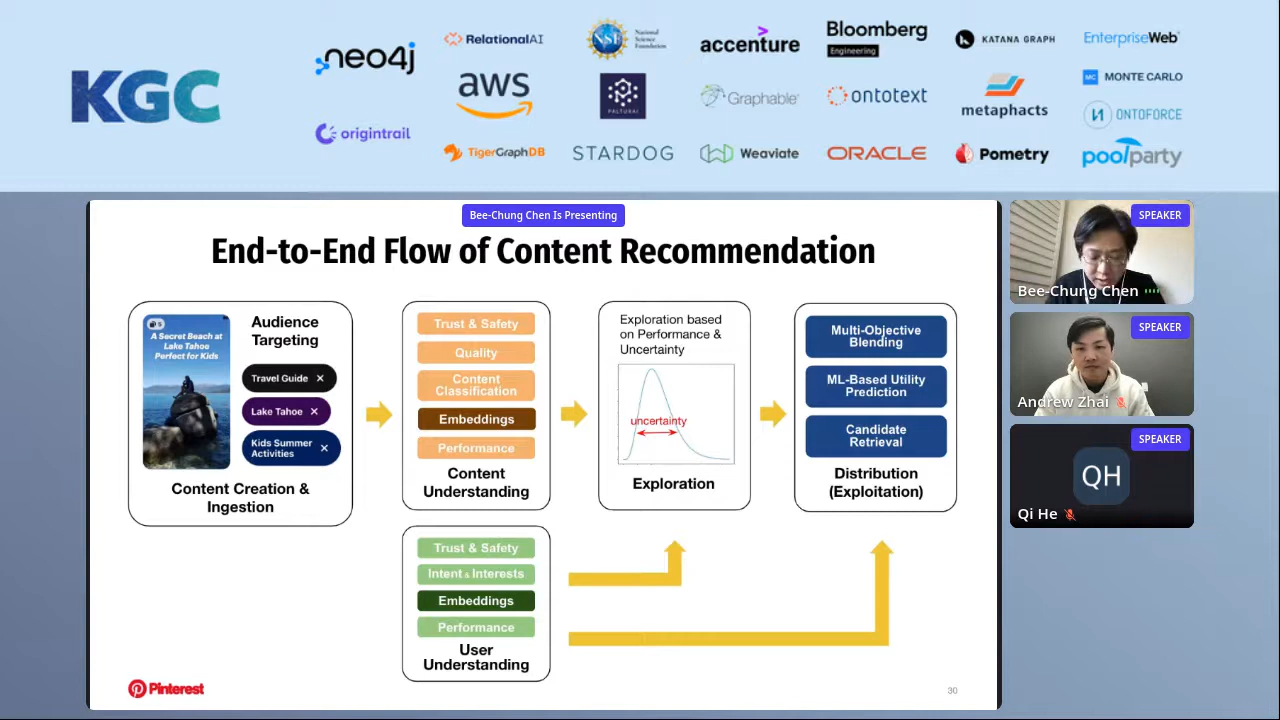 KGC
neo4j
origintrail
RelationalAI
aws
TigerGraphDB
NSF
National
Science
Foundation
STARDOG
accenture
Graphable
Weaviate
Bloomberg
Engineering
ontotext
ORACLE
KATANA GRAPH
metaphacts
Pometry
EnterpriseWeb
MC MONTE CARLO
ONTOFORCE
poolparty
Bee-Chung Chen Is Presenting
End-to-End Flow of Content Recommendation
5
A Secret Beach at
Lake Tahoe
Perfect for Kids
Audience
Targeting
Travel Guide ✕
Lake Tahoe ✕
Kids Summer
Activities ✕
Content Creation &
Ingestion
Trust & Safety
Quality
Content
Classification
Embeddings
Performance
Content
Understanding
Exploration based
on Performance &
Uncertainty
uncertainty
Exploration
Multi-Objective
Blending
ML-Based Utility
Prediction
Candidate
Retrieval
Distribution
(Exploitation)
Trust & Safety
Intent & Interests
Embeddings
Performance
User
Understanding
Pinterest
30
SPEAKER
Bee-Chung Chen
SPEAKER
Andrew Zhai
SPEAKER
QH
Qi He